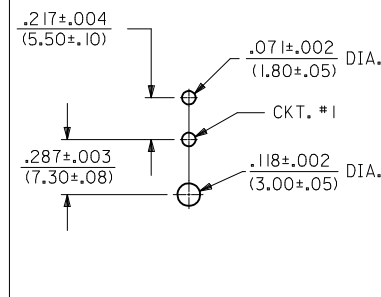 .217±.004
(5.50±.10)
.071±.002 DIA.
(1.80±.05)
CKT. #1
.287±.003
(7.30±.08)
.118±.002 DIA.
(3.00±.05)